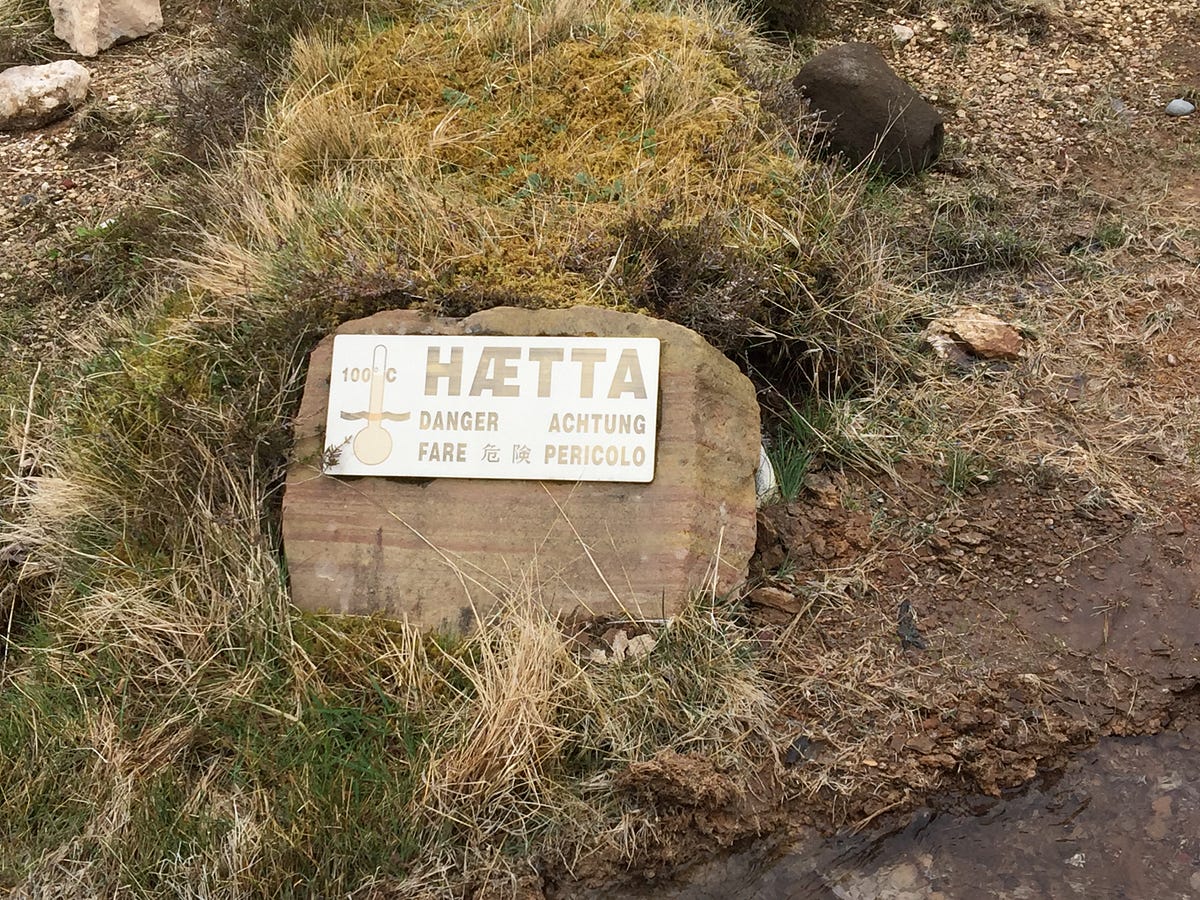 100° C
HÆTTA
DANGER ACHTUNG
FARE 危険 PERICOLO